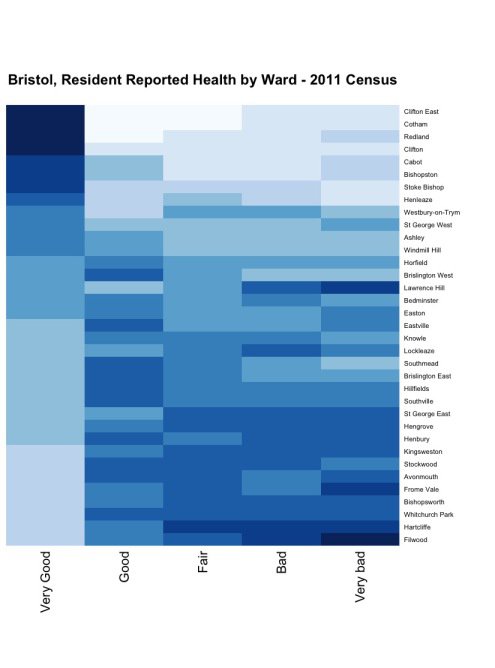 Bristol, Resident Reported Health by Ward - 2011 Census
Clifton East
Cotham
Redland
Clifton
Cabot
Bishopston
Stoke Bishop
Henleaze
Westbury-on-Trym
St George West
Ashley
Windmill Hill
Horfield
Brislington West
Lawrence Hill
Bedminster
Easton
Eastville
Knowle
Lockleaze
Southmead
Brislington East
Hillfields
Southville
St George East
Hengrove
Henbury
Kingsweston
Stockwood
Avonmouth
Frome Vale
Bishopsworth
Whitchurch Park
Hartcliffe
Filwood
Very Good
Good
Fair
Bad
Very bad